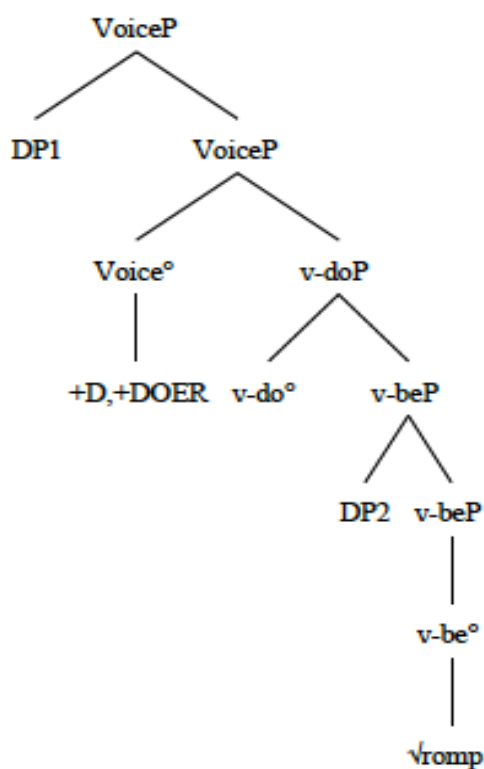 VoiceP
DP1 VoiceP
Voice° v-doP
+D,+DOER v-do° v-beP
DP2 v-beP
v-be°
√romp